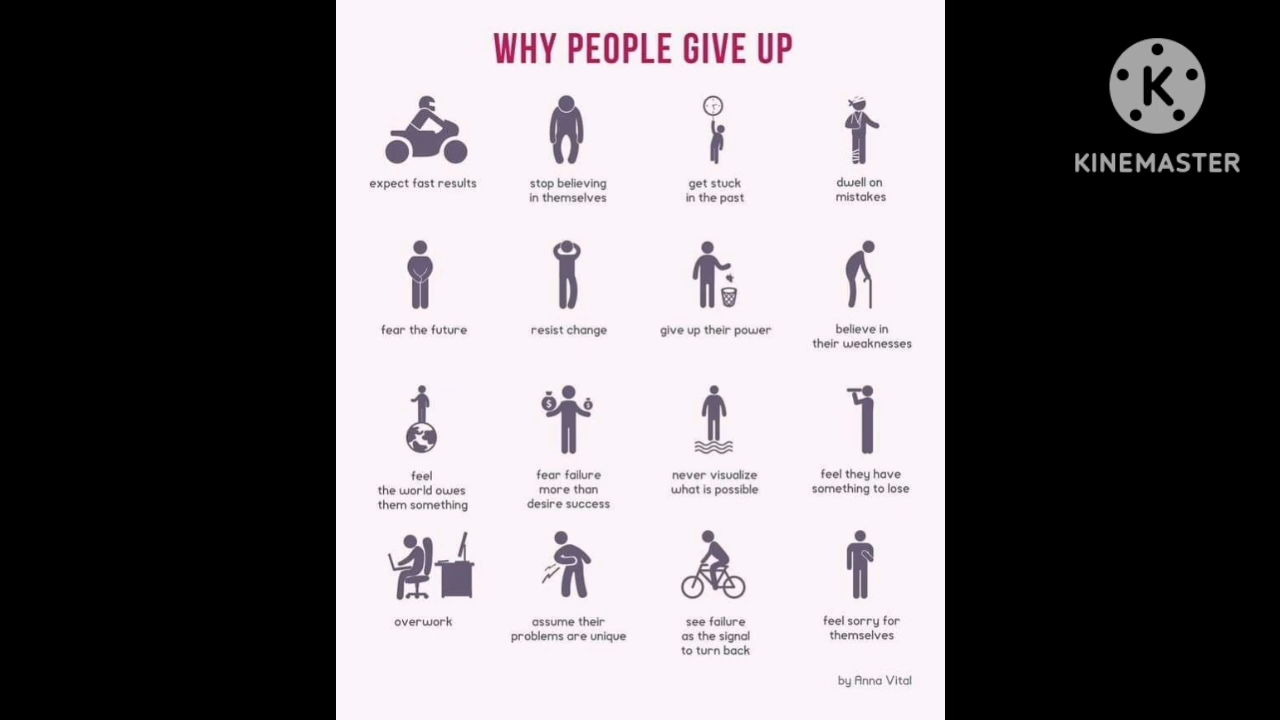 WHY PEOPLE GIVE UP
K
KINEMASTER
expect fast results
stop believing
in themselves
get stuck
in the past
dwell on
mistakes
fear the future
resist change
give up their power
believe in
their weaknesses
feel
the world owes
them something
$
fear failure
more than
desire success
never visualize
what is possible
feel they have
something to lose
overwork
assume their
problems are unique
see failure
as the signal
to turn back
feel sorry for
themselves
by Anna Vital